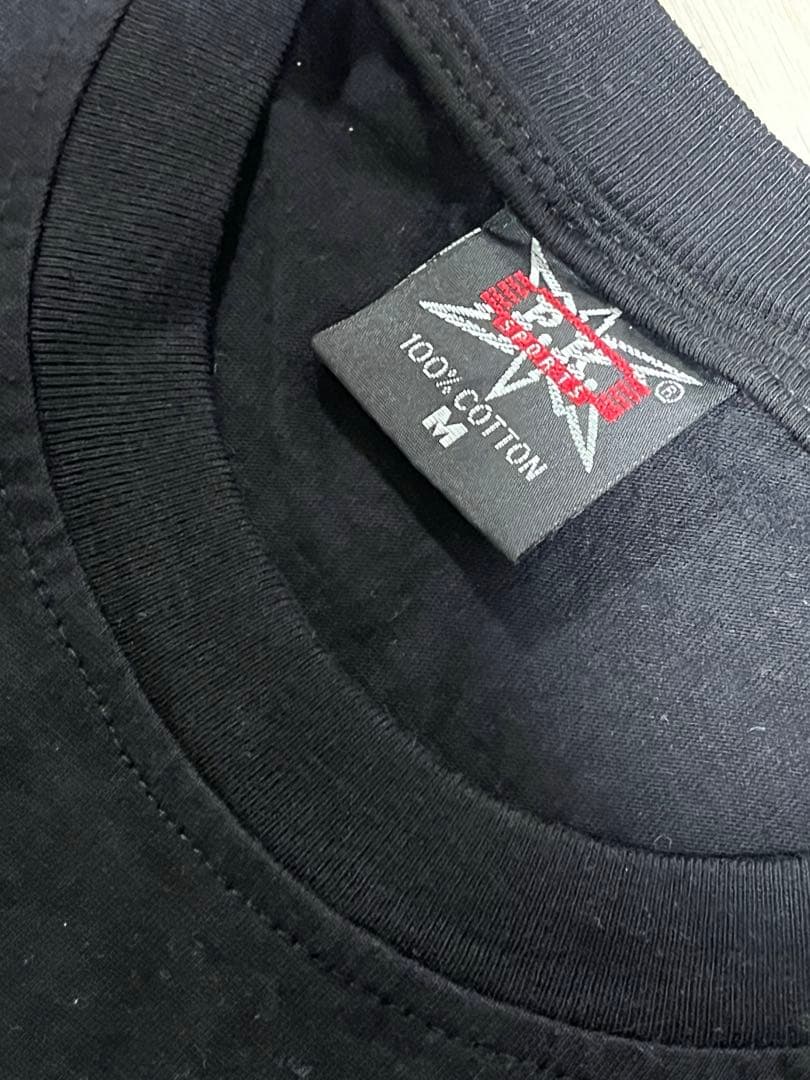 P.K.
SPORTS
®
100% COTTON
M